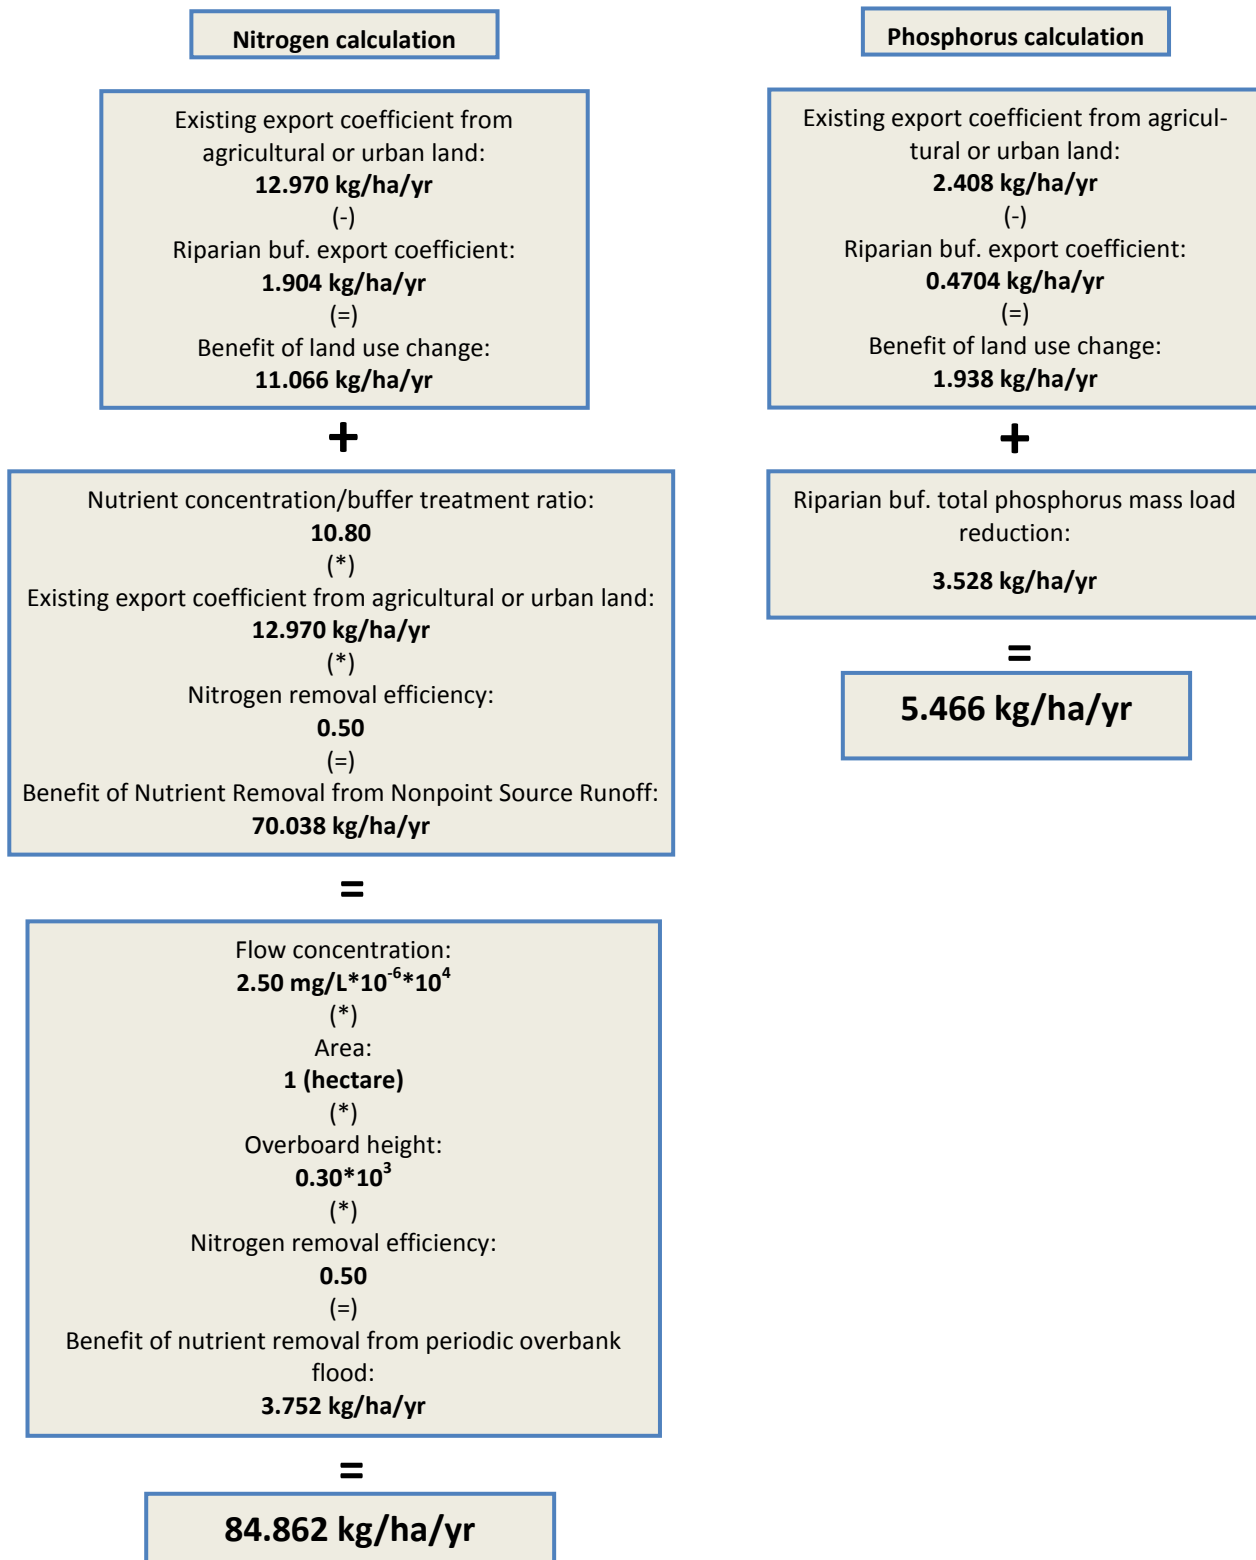 Nitrogen calculation
Existing export coefficient from
agricultural or urban land:
12.970 kg/ha/yr
(-)
Riparian buf. export coefficient:
1.904 kg/ha/yr
(=)
Benefit of land use change:
11.066 kg/ha/yr
+
Nutrient concentration/buffer treatment ratio:
10.80
(*)
Existing export coefficient from agricultural or urban land:
12.970 kg/ha/yr
(*)
Nitrogen removal efficiency:
0.50
(=)
Benefit of Nutrient Removal from Nonpoint Source Runoff:
70.038 kg/ha/yr
=
Flow concentration:
2.50 mg/L*10⁻⁶*10⁴
(*)
Area:
1 (hectare)
(*)
Overboard height:
0.30*10³
(*)
Nitrogen removal efficiency:
0.50
(=)
Benefit of nutrient removal from periodic overbank
flood:
3.752 kg/ha/yr
=
84.862 kg/ha/yr
Phosphorus calculation
Existing export coefficient from agricul-
tural or urban land:
2.408 kg/ha/yr
(-)
Riparian buf. export coefficient:
0.4704 kg/ha/yr
(=)
Benefit of land use change:
1.938 kg/ha/yr
+
Riparian buf. total phosphorus mass load
reduction:
3.528 kg/ha/yr
=
5.466 kg/ha/yr